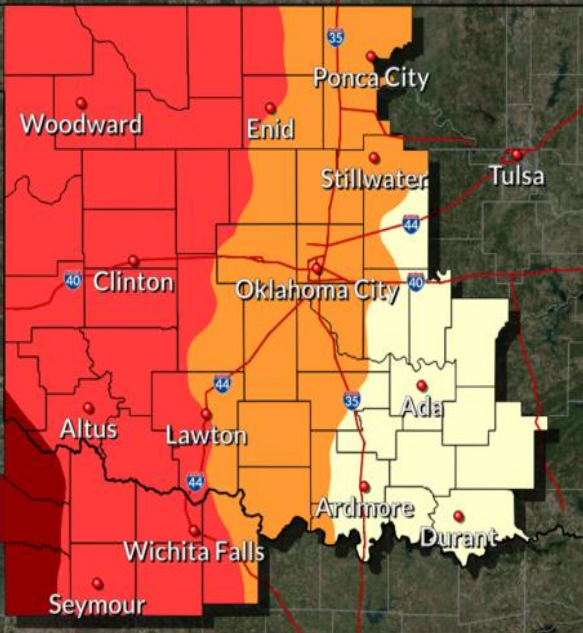 35
Ponca City
Woodward
Enid
Tulsa
Stillwater
44
40
Clinton
Oklahoma City
40
44
35
Ada
Altus
Lawton
44
Ardmore
Durant
Wichita Falls
Seymour